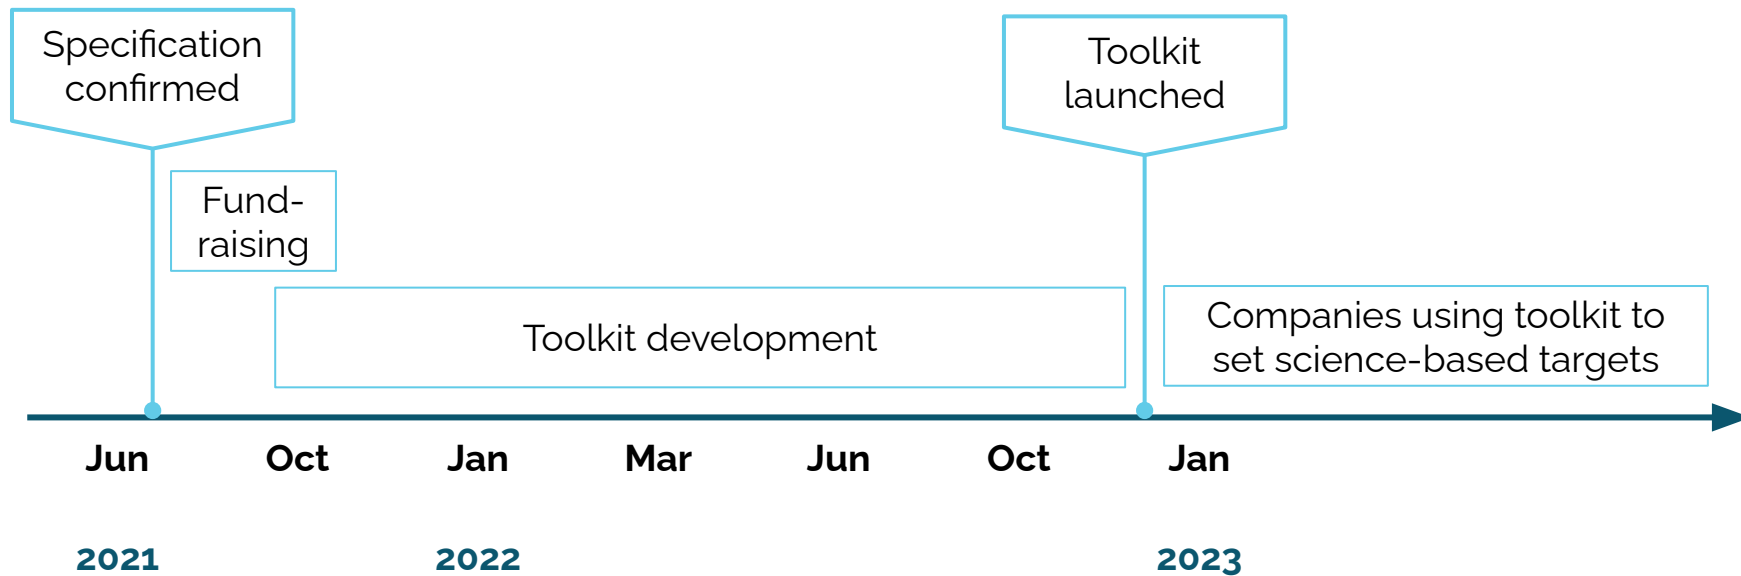 Specification
confirmed
Toolkit
launched
Fund-
raising
Toolkit development
Companies using toolkit to
set science-based targets
Jun Oct Jan Mar Jun Oct Jan
2021 2022 2023